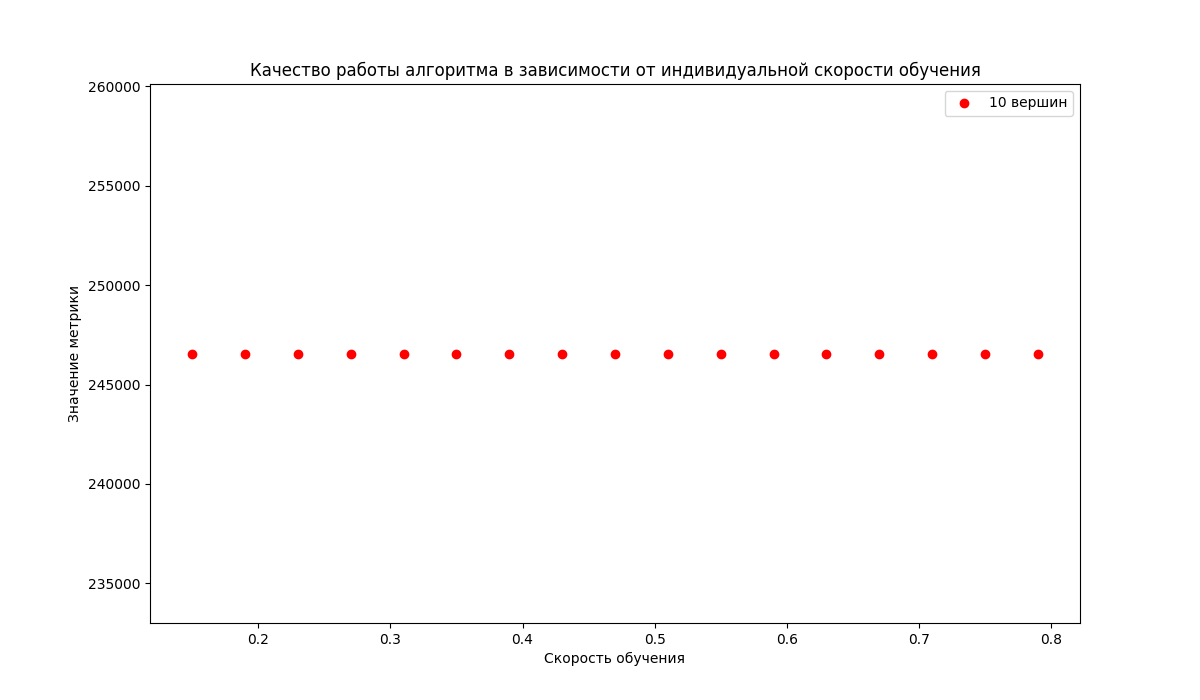 Качество работы алгоритма в зависимости от индивидуальной скорости обучения
10 вершин
260000
255000
250000
245000
240000
235000
Значение метрики
0.2 0.3 0.4 0.5 0.6 0.7 0.8
Скорость обучения